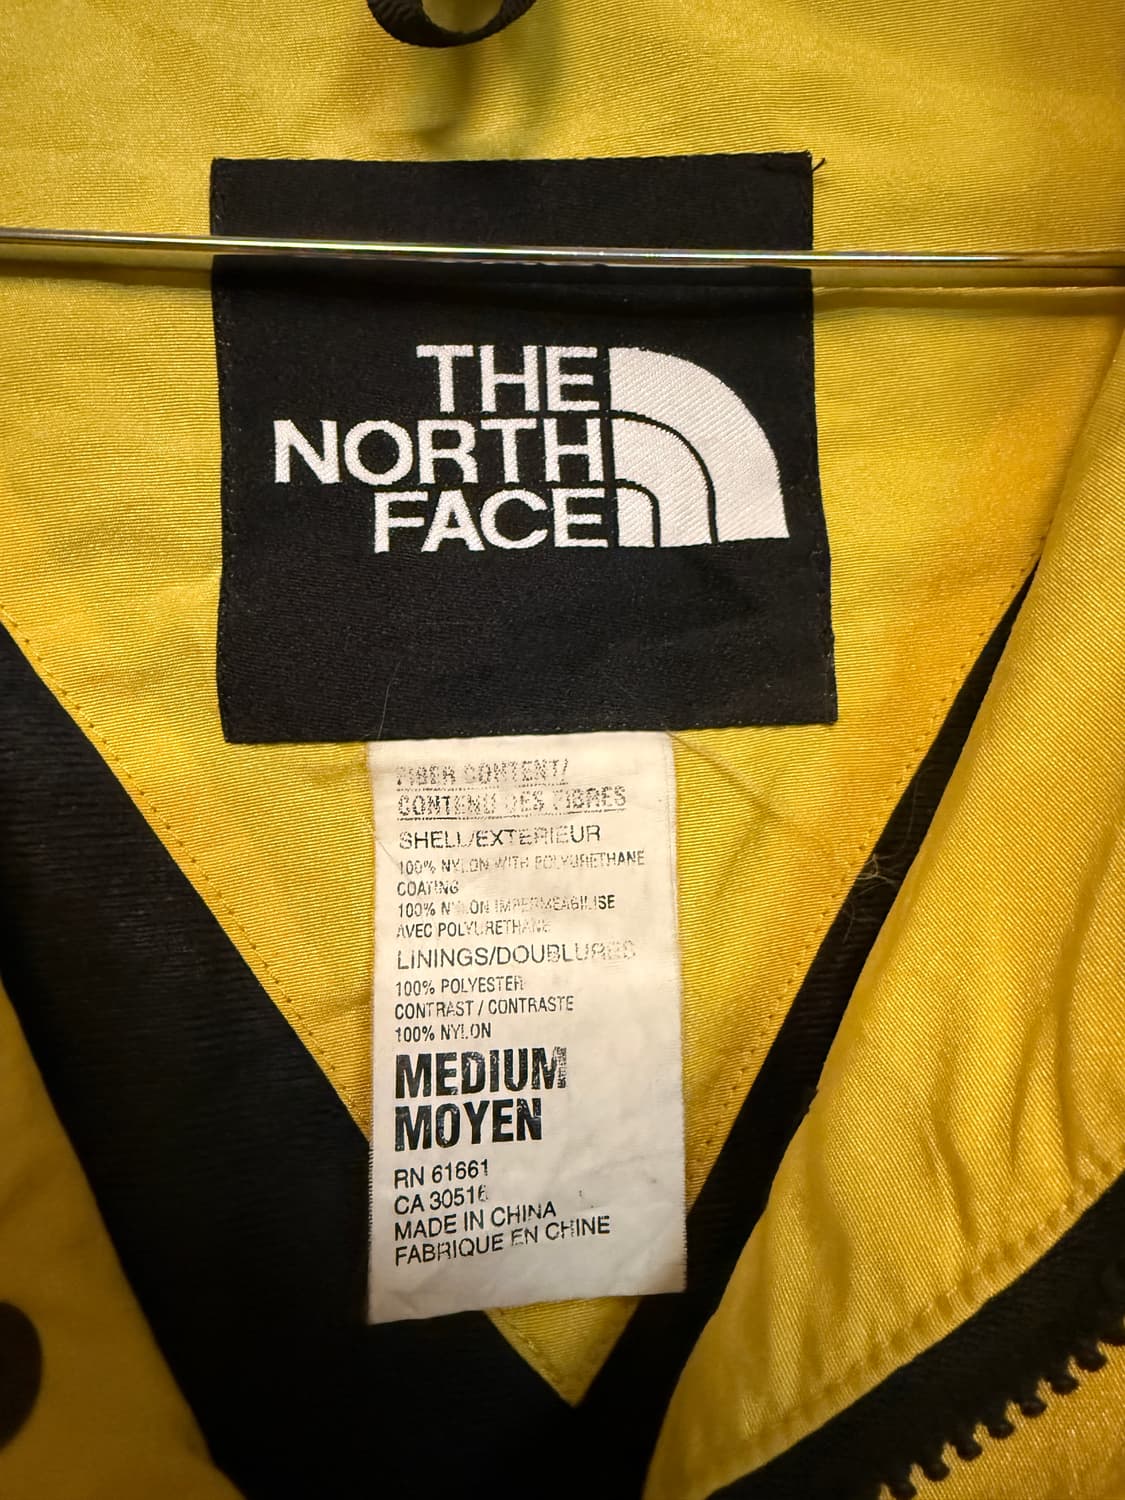 THE
NORTH
FACE
FIBER CONTENT/
CONTENU DES FIBRES
SHELL/EXTERIEUR
100% NYLON WITH POLYURETHANE
COATING
100% NYLON IMPERMEABILISE
AVEC POLYURETHANE
LININGS/DOUBLURES
100% POLYESTER
CONTRAST / CONTRASTE
100% NYLON
MEDIUM
MOYEN
RN 61661
CA 30516
MADE IN CHINA
FABRIQUE EN CHINE